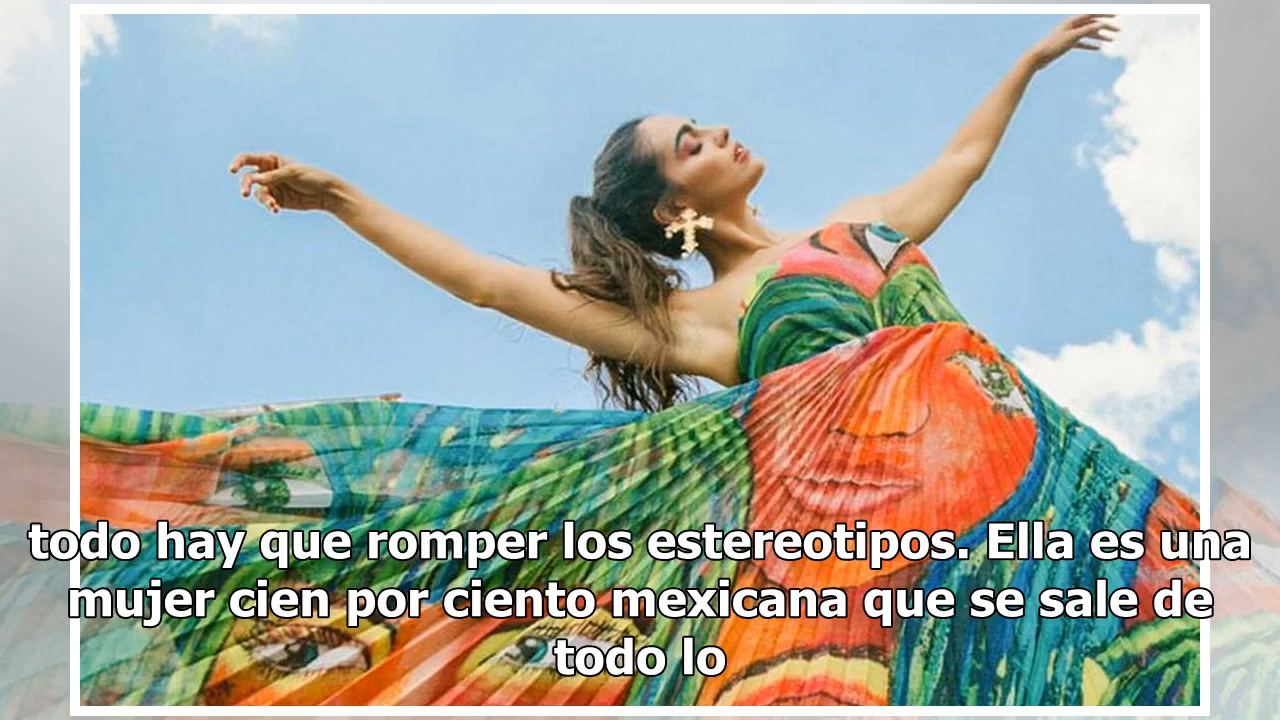 todo hay que romper los estereotipos. Ella es una
mujer cien por ciento mexicana que se sale de
todo lo